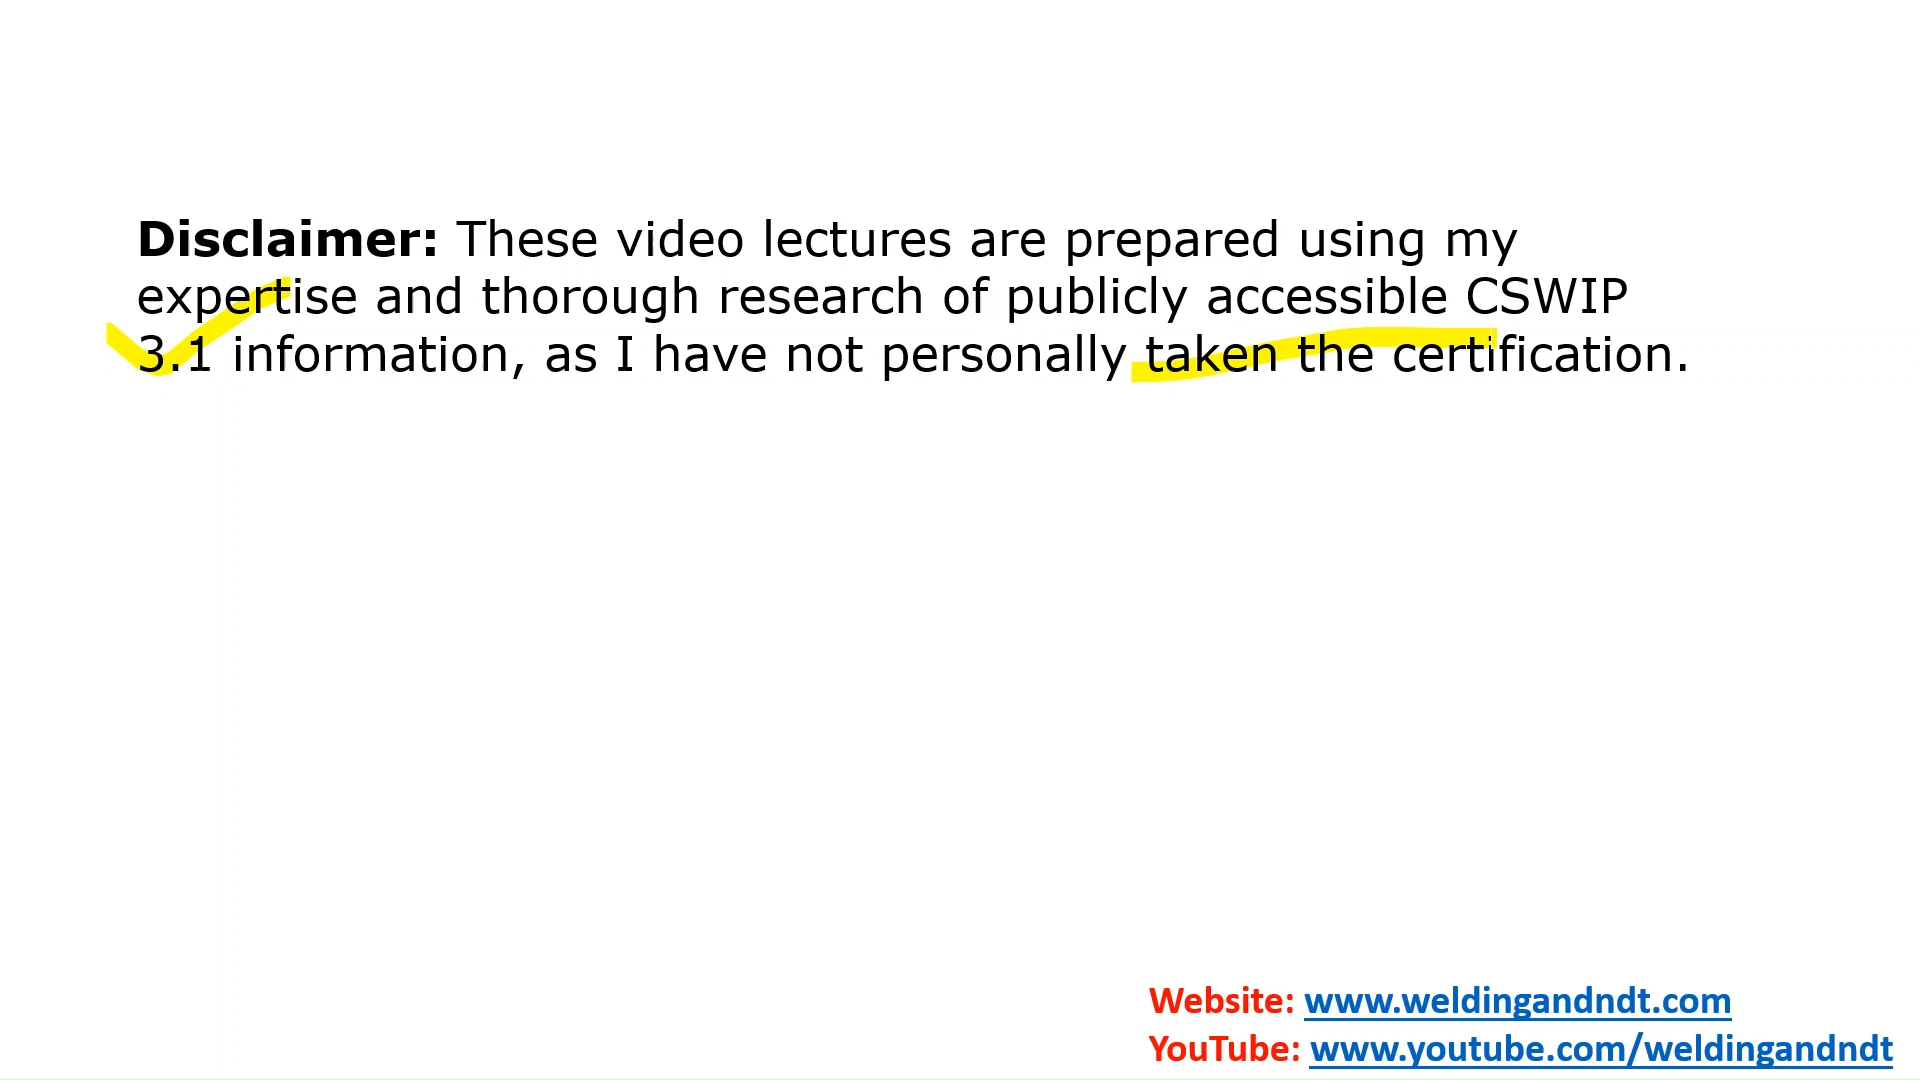 Disclaimer: These video lectures are prepared using my
expertise and thorough research of publicly accessible CSWIP
3.1 information, as I have not personally taken the certification.
Website: www.weldingandndt.com
YouTube: www.youtube.com/weldingandndt